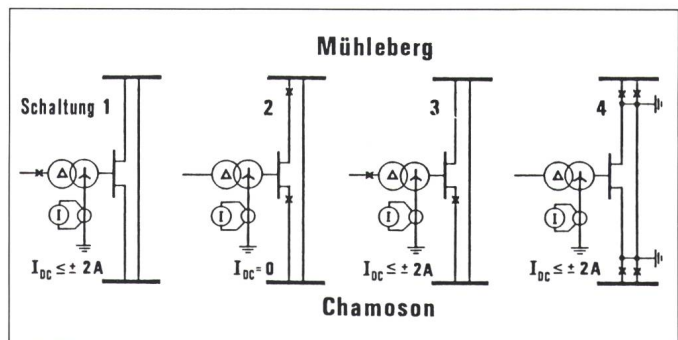 Mühleberg
Schaltung 1
2
3
4
Δ
I
Δ
I
Δ
I
Δ
I
I_DC ≤ ± 2A
I_DC = 0
I_DC ≤ ± 2A
I_DC ≤ ± 2A
Chamoson